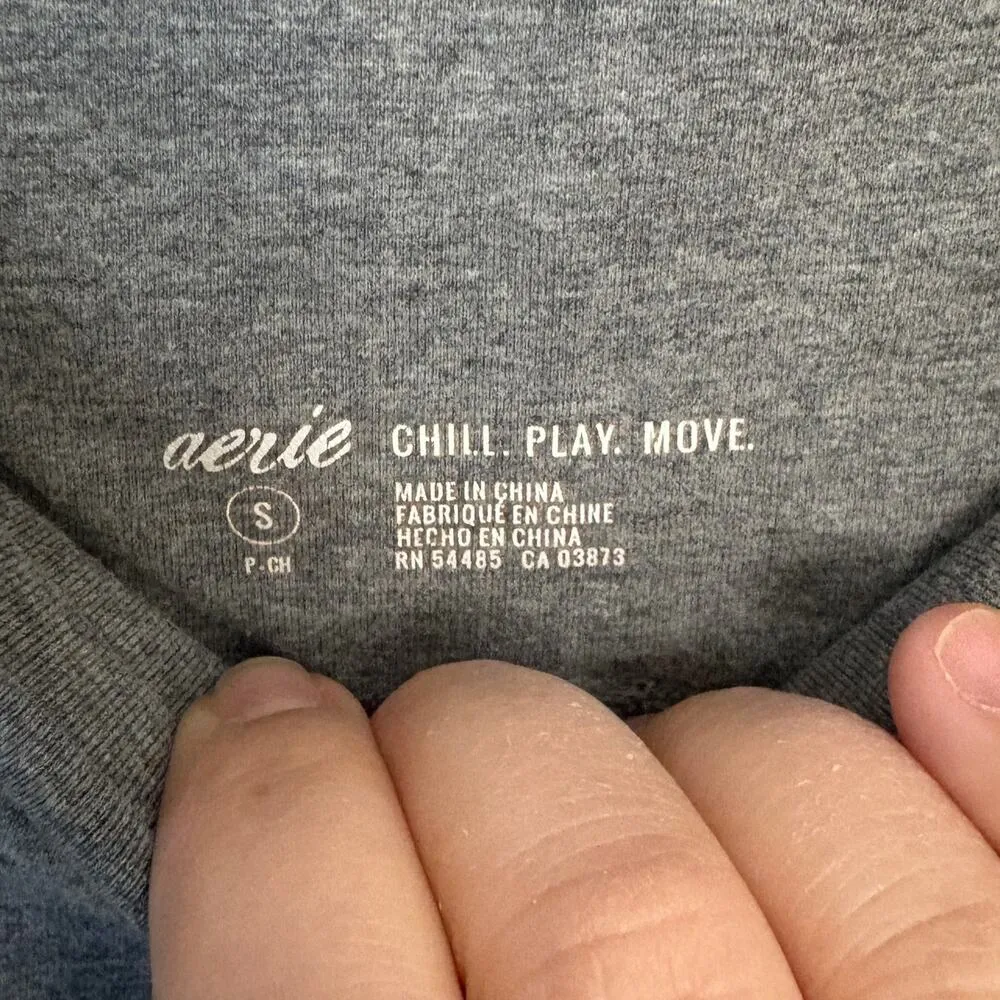 aerie CHILL. PLAY. MOVE.
S
P.CH
MADE IN CHINA
FABRIQUÉ EN CHINE
HECHO EN CHINA
RN 54485 CA 03873